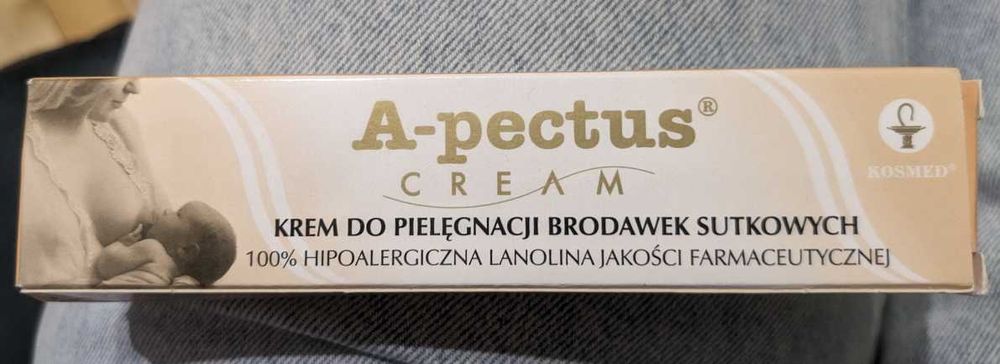 A-pectus®
CREAM
KOSMED®
KREM DO PIELĘGNACJI BRODAWEK SUTKOWYCH
100% HIPOALERGICZNA LANOLINA JAKOŚCI FARMACEUTYCZNEJ